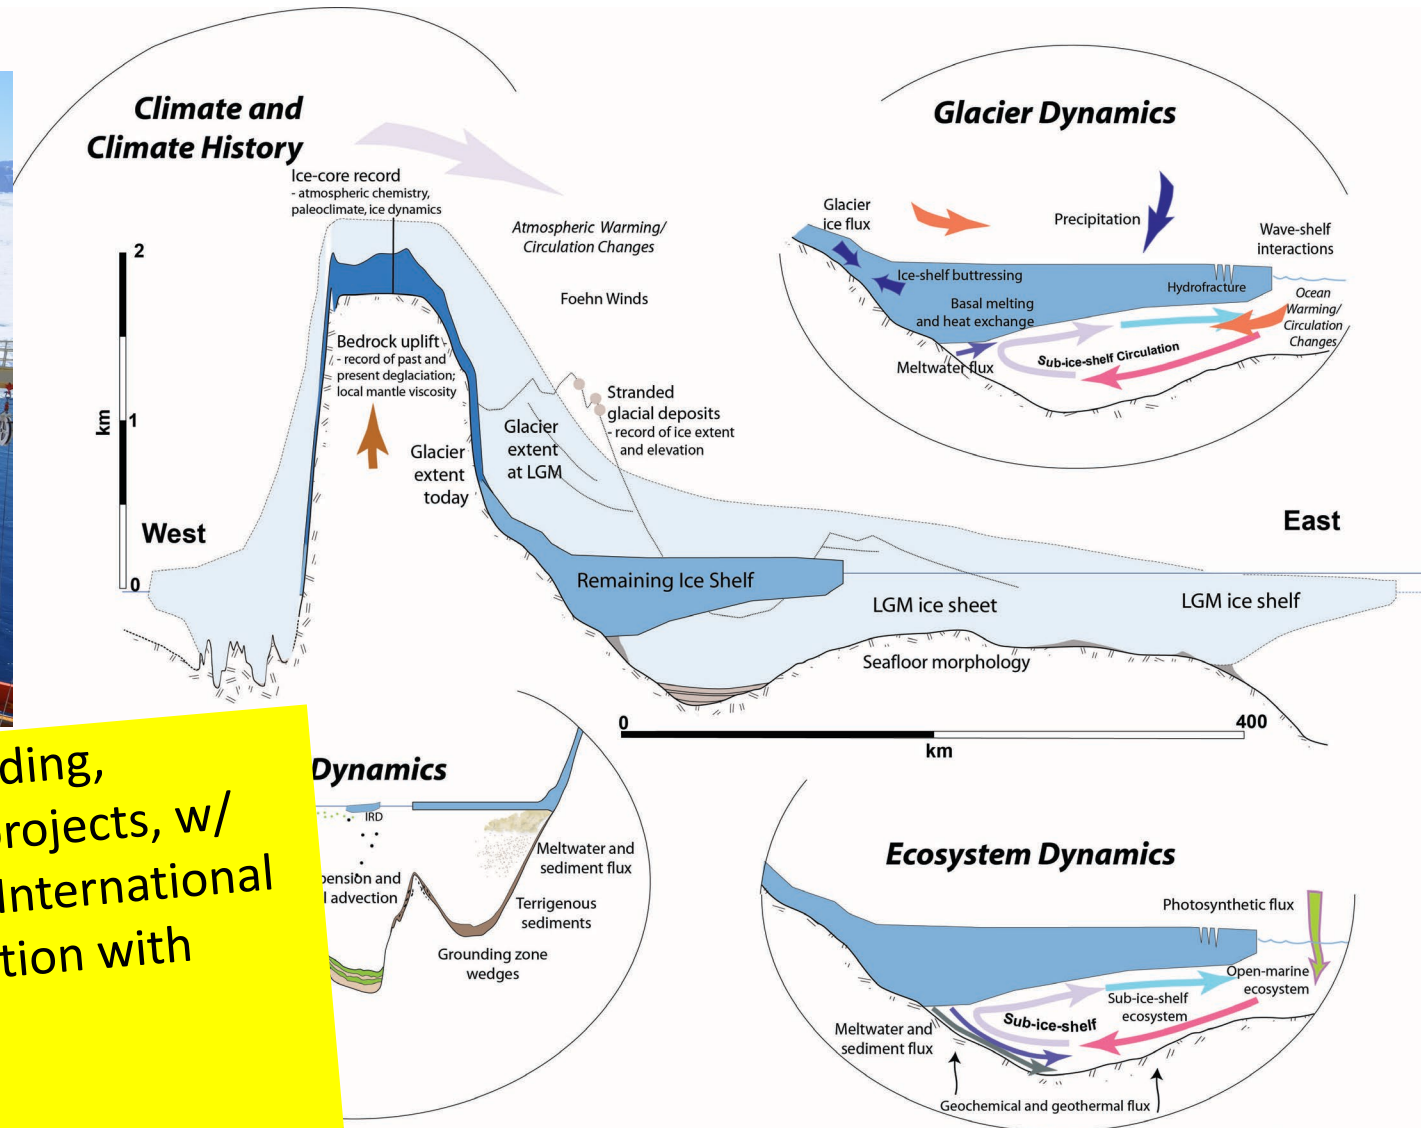 Climate and
Climate History
Ice-core record
- atmospheric chemistry,
paleoclimate, ice dynamics
Atmospheric Warming/
Circulation Changes
Foehn Winds
2
km
1
0
Bedrock uplift
- record of past and
present deglaciation;
local mantle viscosity
Glacier
extent
today
Glacier
extent
at LGM
Stranded
glacial deposits
- record of ice extent
and elevation
West
East
Remaining Ice Shelf
LGM ice sheet
LGM ice shelf
Seafloor morphology
0
400
km
Glacier Dynamics
Glacier
ice flux
Precipitation
Wave-shelf
interactions
Ice-shelf buttressing
Hydrofracture
Basal melting
and heat exchange
Ocean
Warming/
Circulation
Changes
Sub-ice-shelf Circulation
Meltwater flux
ding,
projects, w/
International
tion with
Dynamics
IRD
pension and
l advection
Meltwater and
sediment flux
Terrigenous
sediments
Grounding zone
wedges
Ecosystem Dynamics
Photosynthetic flux
Open-marine
ecosystem
Sub-ice-shelf
ecosystem
Sub-ice-shelf
Meltwater and
sediment flux
Geochemical and geothermal flux